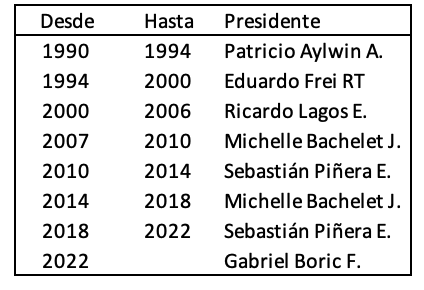 Desde Hasta Presidente
1990 1994 Patricio Aylwin A.
1994 2000 Eduardo Frei RT
2000 2006 Ricardo Lagos E.
2007 2010 Michelle Bachelet J.
2010 2014 Sebastián Piñera E.
2014 2018 Michelle Bachelet J.
2018 2022 Sebastián Piñera E.
2022 Gabriel Boric F.